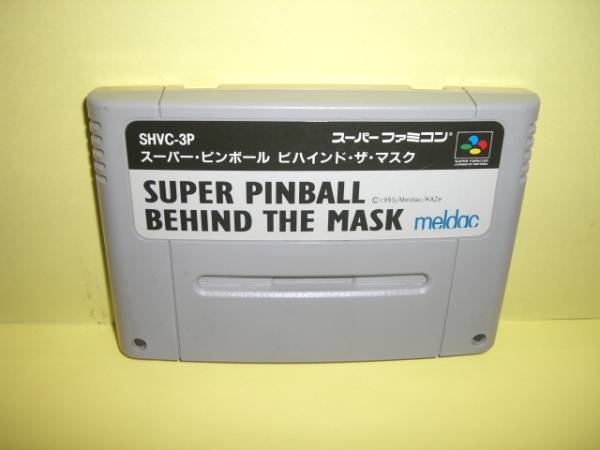 SHVC-3P スーパーファミコン®
スーパー・ピンボール ビハインド・ザ・マスク
SUPER PINBALL ©1993/Meldac/KAZe
BEHIND THE MASK meldac
SUPER FAMICOM